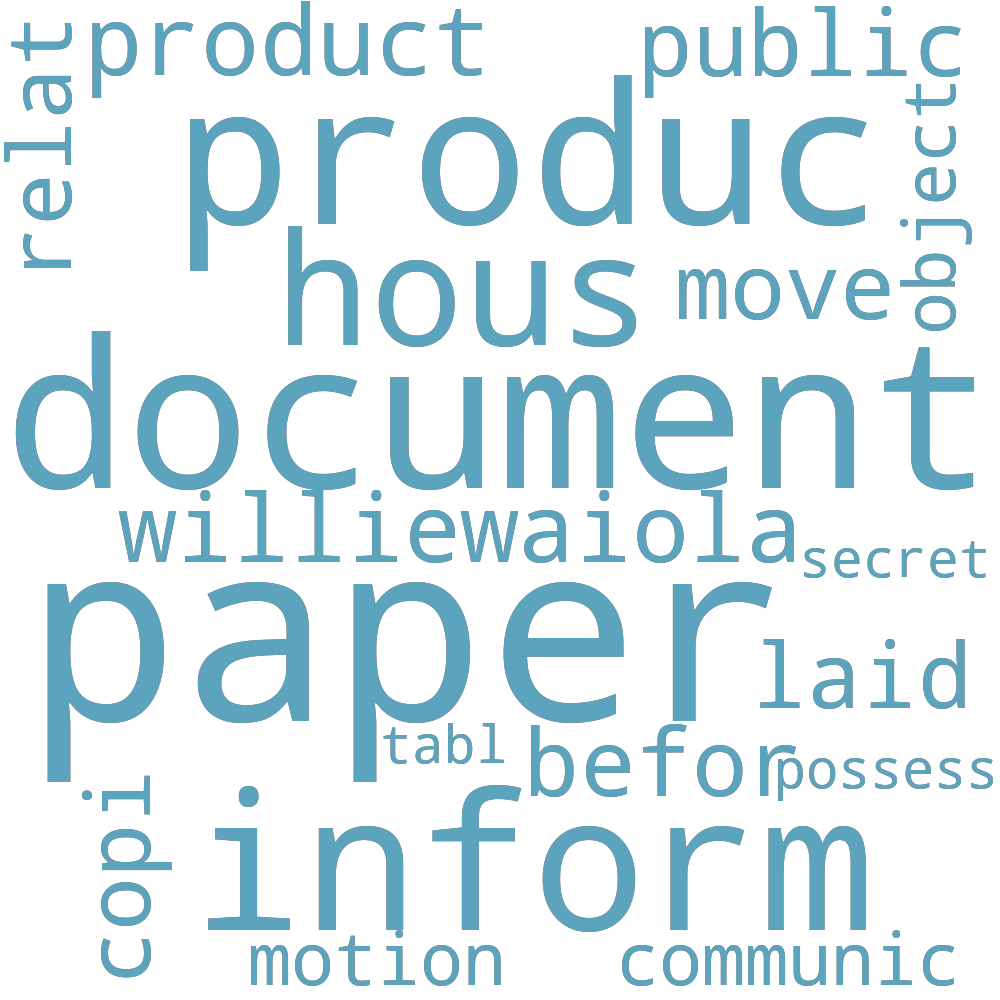 product
public
relat
produc
object
hous
move
document
williewaiola
secret
paper
laid
tabl
befor
possess
copi
inform
motion
communic